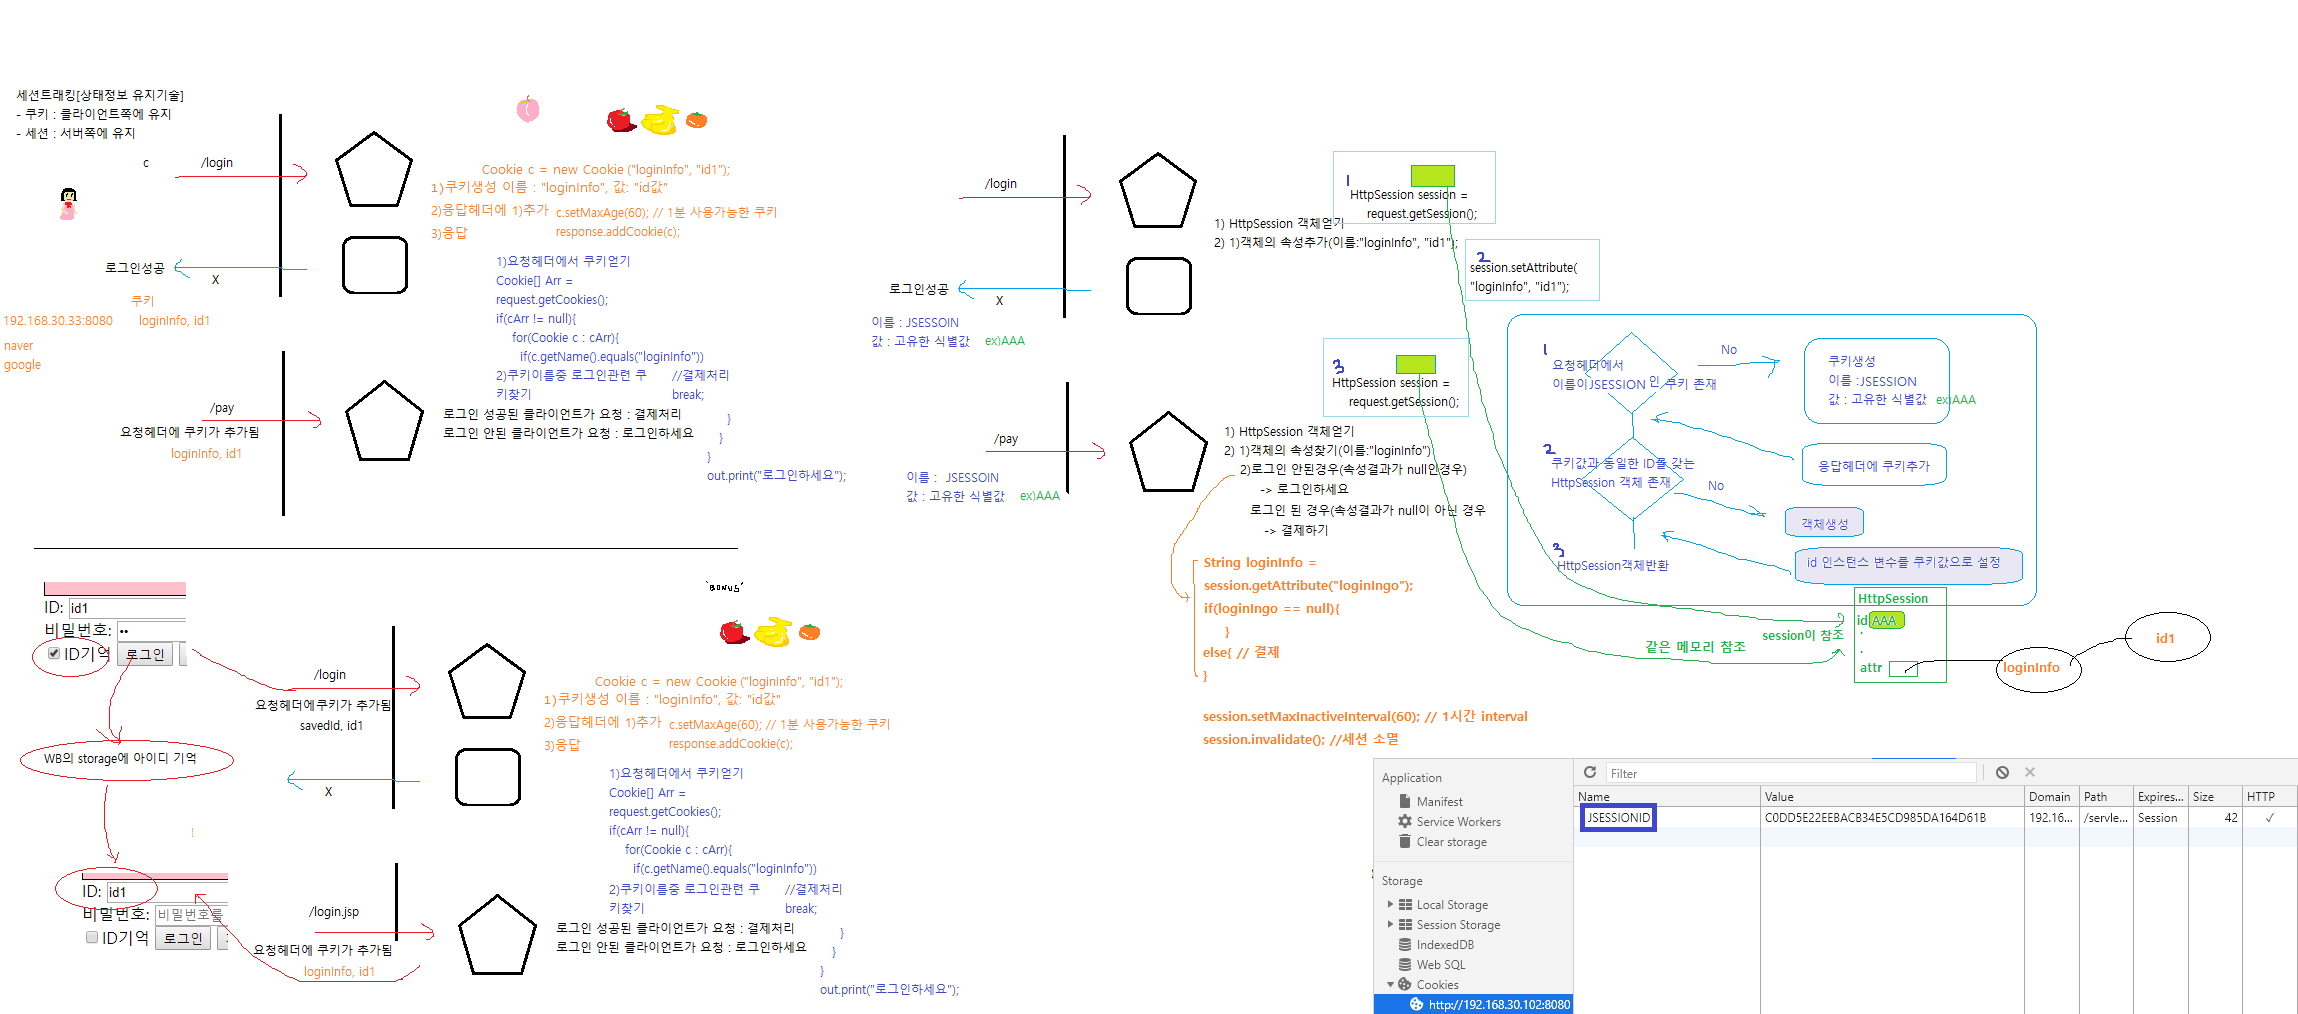 세션트래킹[상태정보 유지기술]
- 쿠키 : 클라이언트쪽에 유지
- 세션 : 서버쪽에 유지
c
/login
로그인성공
X
쿠키
192.168.30.33:8080 loginInfo, id1
naver
google
/pay
요청헤더에 쿠키가 추가됨
loginInfo, id1
Cookie c = new Cookie ("loginInfo", "id1");
1)쿠키생성 이름 : "loginInfo", 값: "id값"
2)응답헤더에 1)추가 c.setMaxAge(60); // 1분 사용가능한 쿠키
3)응답 response.addCookie(c);
1)요청헤더에서 쿠키얻기
Cookie[] Arr =
request.getCookies();
if(cArr != null){
for(Cookie c : cArr){
if(c.getName().equals("loginInfo"))
2)쿠키이름중 로그인관련 쿠 //결제처리
키찾기 break;
로그인 성공된 클라이언트가 요청 : 결제처리
}
로그인 안된 클라이언트가 요청 : 로그인하세요
}
}
out.print("로그인하세요");
ID: id1
비밀번호: ••
ID기억 로그인
WB의 storage에 아이디 기억
!
ID: id1
비밀번호: 비밀번호를
ID기억 로그인
/login
요청헤더에쿠키가 추가됨
savedId, id1
X
/login.jsp
요청헤더에 쿠키가 추가됨
loginInfo, id1
'BONUS'
Cookie c = new Cookie ("loginInfo", "id1");
1)쿠키생성 이름 : "loginInfo", 값: "id값"
2)응답헤더에 1)추가 c.setMaxAge(60); // 1분 사용가능한 쿠키
3)응답 response.addCookie(c);
1)요청헤더에서 쿠키얻기
Cookie[] Arr =
request.getCookies();
if(cArr != null){
for(Cookie c : cArr){
if(c.getName().equals("loginInfo"))
2)쿠키이름중 로그인관련 쿠 //결제처리
키찾기 break;
로그인 성공된 클라이언트가 요청 : 결제처리
}
로그인 안된 클라이언트가 요청 : 로그인하세요
}
}
out.print("로그인하세요");
/login
로그인성공
X
이름 : JSESSOIN
값 : 고유한 식별값 ex)AAA
/pay
이름 : JSESSOIN
값 : 고유한 식별값 ex)AAA
1
HttpSession session =
request.getSession();
1) HttpSession 객체얻기
2) 1)객체의 속성추가(이름:"loginInfo", "id1");
2
session.setAttribute(
"loginInfo", "id1");
3
HttpSession session =
request.getSession();
1) HttpSession 객체얻기
2) 1)객체의 속성찾기(이름:"loginInfo")
2)로그인 안된경우(속성결과가 null인경우)
-> 로그인하세요
로그인 된 경우(속성결과가 null이 아닌 경우
-> 결제하기
String loginInfo =
session.getAttribute("loginIngo");
if(loginIngo == null){
}
else{ // 결제
}
session.setMaxInactiveInterval(60); // 1시간 interval
session.invalidate(); //세션 소멸
1
요청헤더에서
이름이JSESSION 인 쿠키 존재
No
쿠키생성
이름 :JSESSION
값 : 고유한 식별값 ex)AAA
응답헤더에 쿠키추가
2
쿠키값과 동일한 ID를 갖는
HttpSession 객체 존재
No
객체생성
id 인스턴스 변수를 쿠키값으로 설정
3
HttpSession객체반환
HttpSession
id AAA
.
.
attr
session이 참조
같은 메모리 참조
loginInfo
id1
Application
Manifest
Service Workers
Clear storage
Storage
Local Storage
Session Storage
IndexedDB
Web SQL
Cookies
http://192.168.30.102:8080
Filter
Name Value Domain Path Expires... Size HTTP
JSESSIONID C0DD5E22EEBACB34E5CD985DA164D61B 192.16... /servle... Session 42 ✓